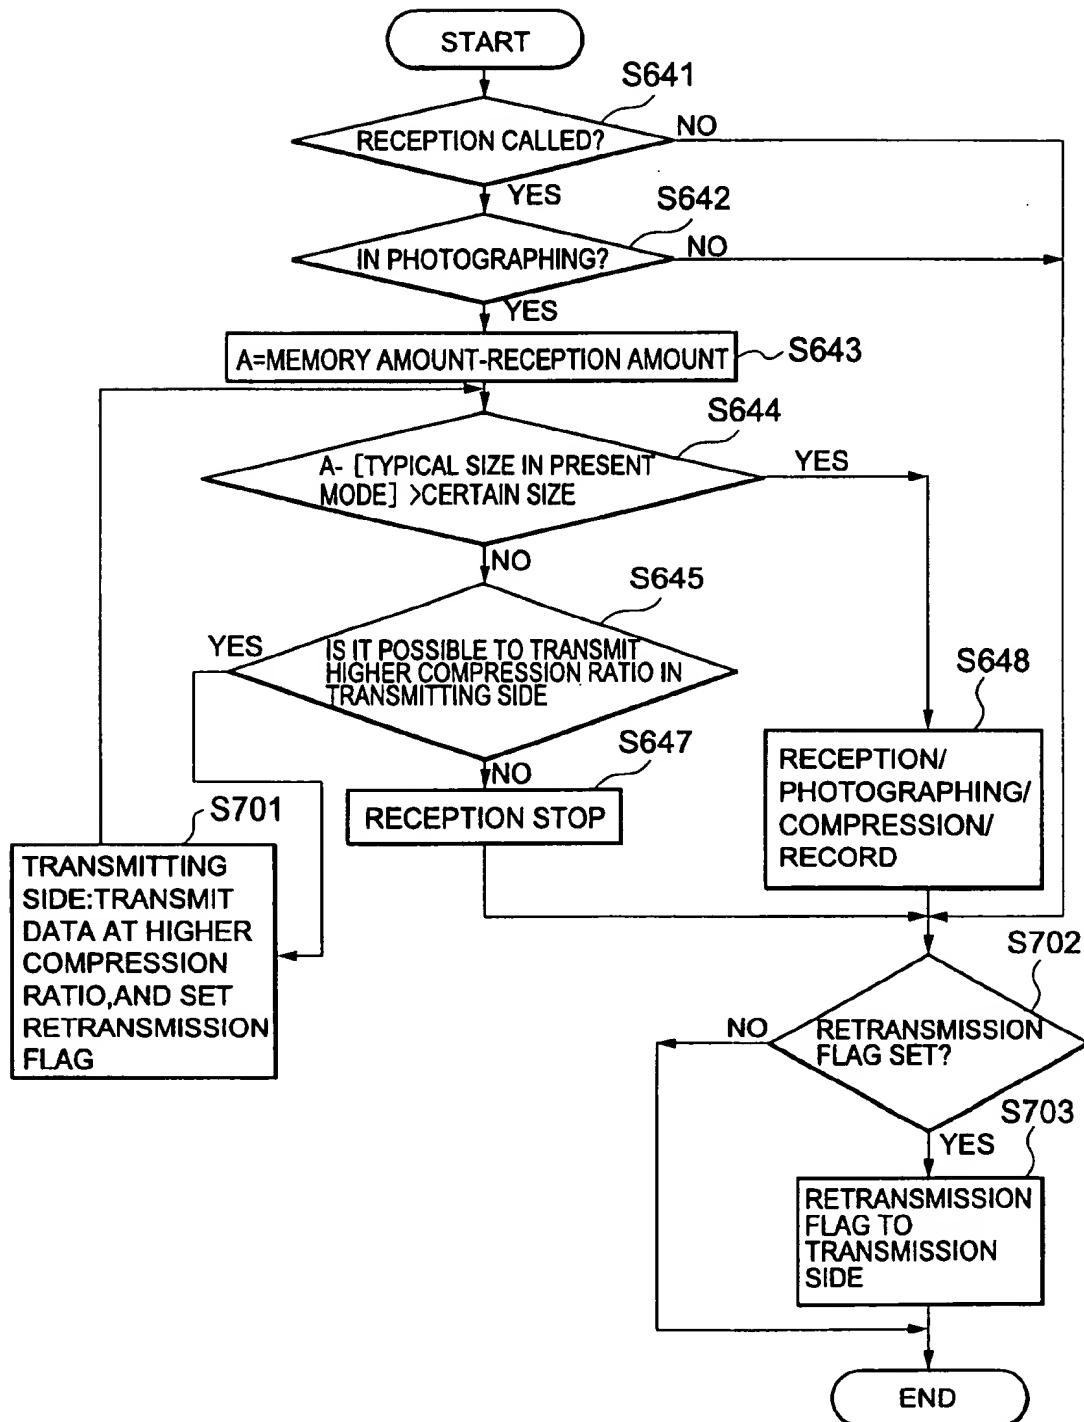 START
S641
RECEPTION CALLED?
NO
YES
S642
IN PHOTOGRAPHING?
NO
YES
A=MEMORY AMOUNT-RECEPTION AMOUNT
S643
S644
A- [TYPICAL SIZE IN PRESENT
MODE] >CERTAIN SIZE
YES
NO
S645
YES
IS IT POSSIBLE TO TRANSMIT
HIGHER COMPRESSION RATIO IN
TRANSMITTING SIDE
S648
S647
NO
RECEPTION STOP
RECEPTION/
PHOTOGRAPHING/
COMPRESSION/
RECORD
S701
TRANSMITTING
SIDE:TRANSMIT
DATA AT HIGHER
COMPRESSION
RATIO,AND SET
RETRANSMISSION
FLAG
S702
NO
RETRANSMISSION
FLAG SET?
S703
YES
RETRANSMISSION
FLAG TO
TRANSMISSION
SIDE
END